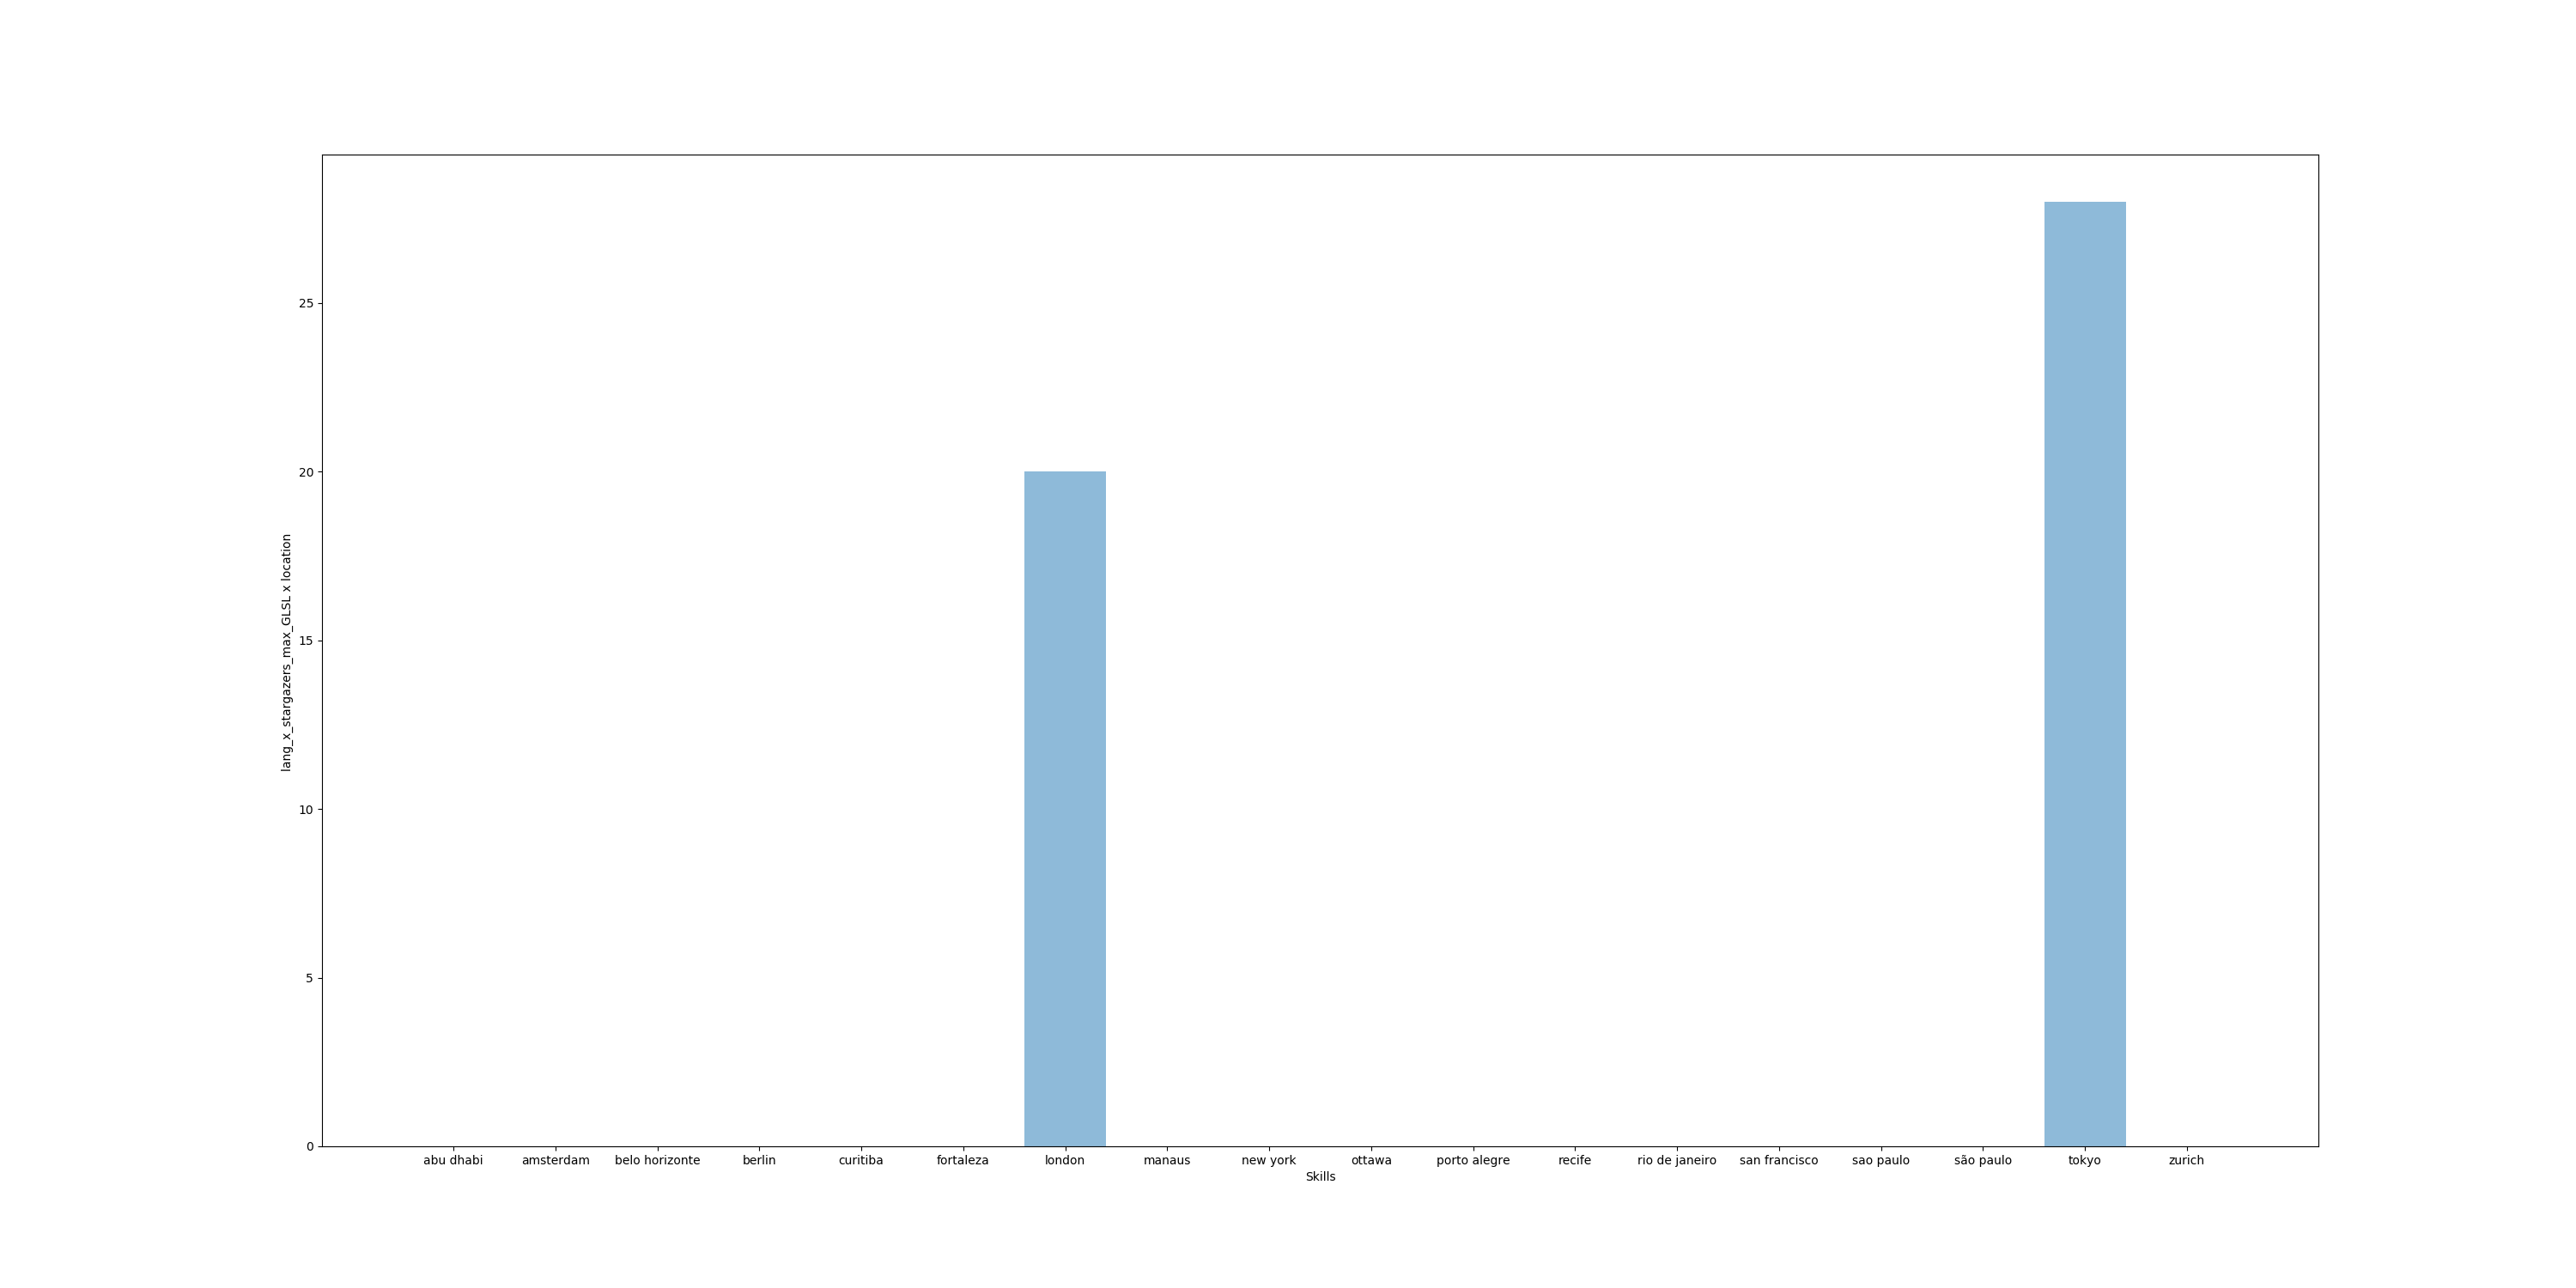 lang_x_stargazers_max_GLSL x location
25
20
15
10
5
0
abu dhabi amsterdam belo horizonte berlin curitiba fortaleza london manaus new york ottawa porto alegre recife rio de janeiro san francisco sao paulo são paulo tokyo zurich
Skills